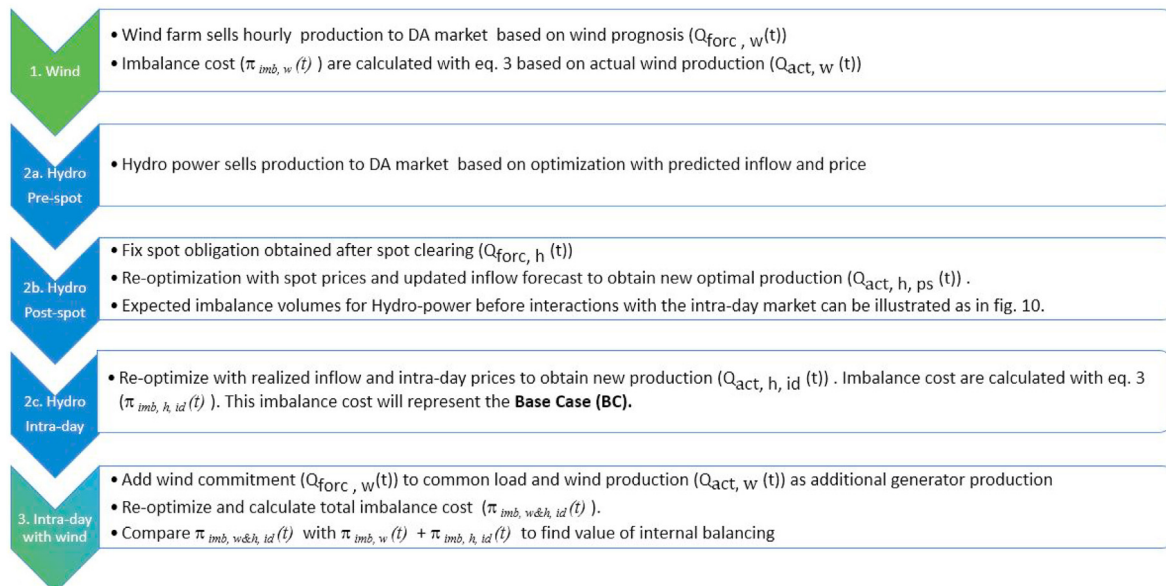 1. Wind
• Wind farm sells hourly production to DA market based on wind prognosis (Qforc , w(t))
• Imbalance cost (π imb, w (t) ) are calculated with eq. 3 based on actual wind production (Qact, w (t))
2a. Hydro
Pre-spot
• Hydro power sells production to DA market based on optimization with predicted inflow and price
2b. Hydro
Post-spot
• Fix spot obligation obtained after spot clearing (Qforc, h (t))
• Re-optimization with spot prices and updated inflow forecast to obtain new optimal production (Qact, h, ps (t)) .
• Expected imbalance volumes for Hydro-power before interactions with the intra-day market can be illustrated as in fig. 10.
2c. Hydro
Intra-day
• Re-optimize with realized inflow and intra-day prices to obtain new production (Qact, h, id (t)) . Imbalance cost are calculated with eq. 3
(π imb, h, id (t) ). This imbalance cost will represent the Base Case (BC).
3. Intra-day
with wind
• Add wind commitment (Qforc , w(t)) to common load and wind production (Qact, w (t)) as additional generator production
• Re-optimize and calculate total imbalance cost (π imb, w&h, id(t) ).
• Compare π imb, w&h, id(t) with π imb, w (t) + π imb, h, id(t) to find value of internal balancing